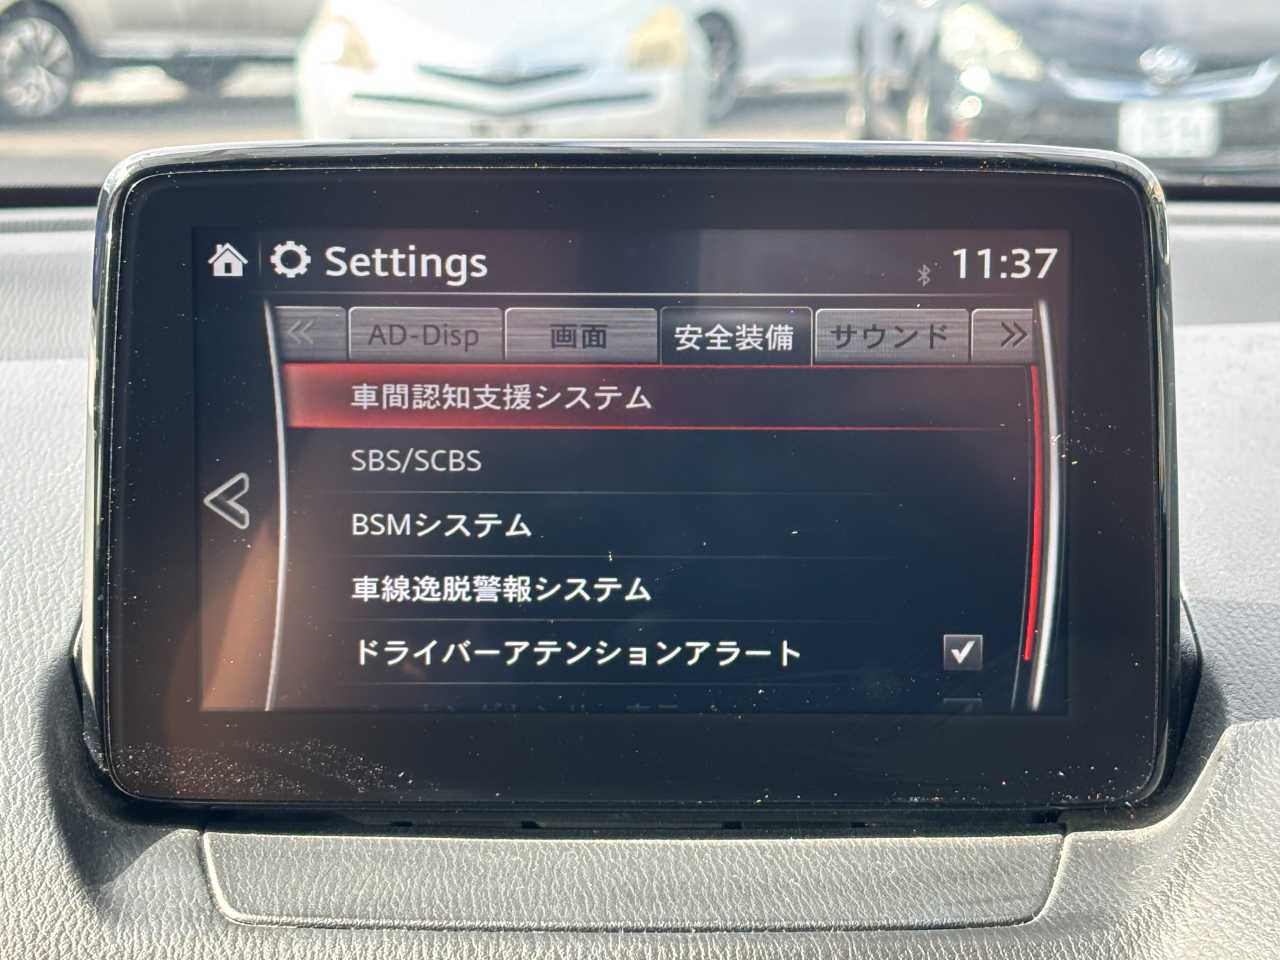 Settings
11:37
AD-Disp 画面 安全装備 サウンド
車間認知支援システム
SBS/SCBS
BSMシステム
車線逸脱警報システム
ドライバーアテンションアラート